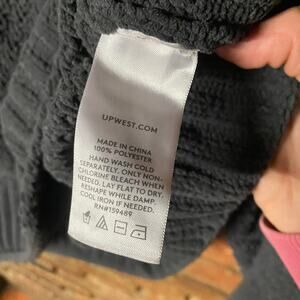 UPWEST.COM
MADE IN CHINA
100% POLYESTER
HAND WASH COLD
SEPARATELY, ONLY NON-
CHLORINE BLEACH WHEN
NEEDED. LAY FLAT TO DRY.
RESHAPE WHILE DAMP.
COOL IRON IF NEEDED.
RN#159489